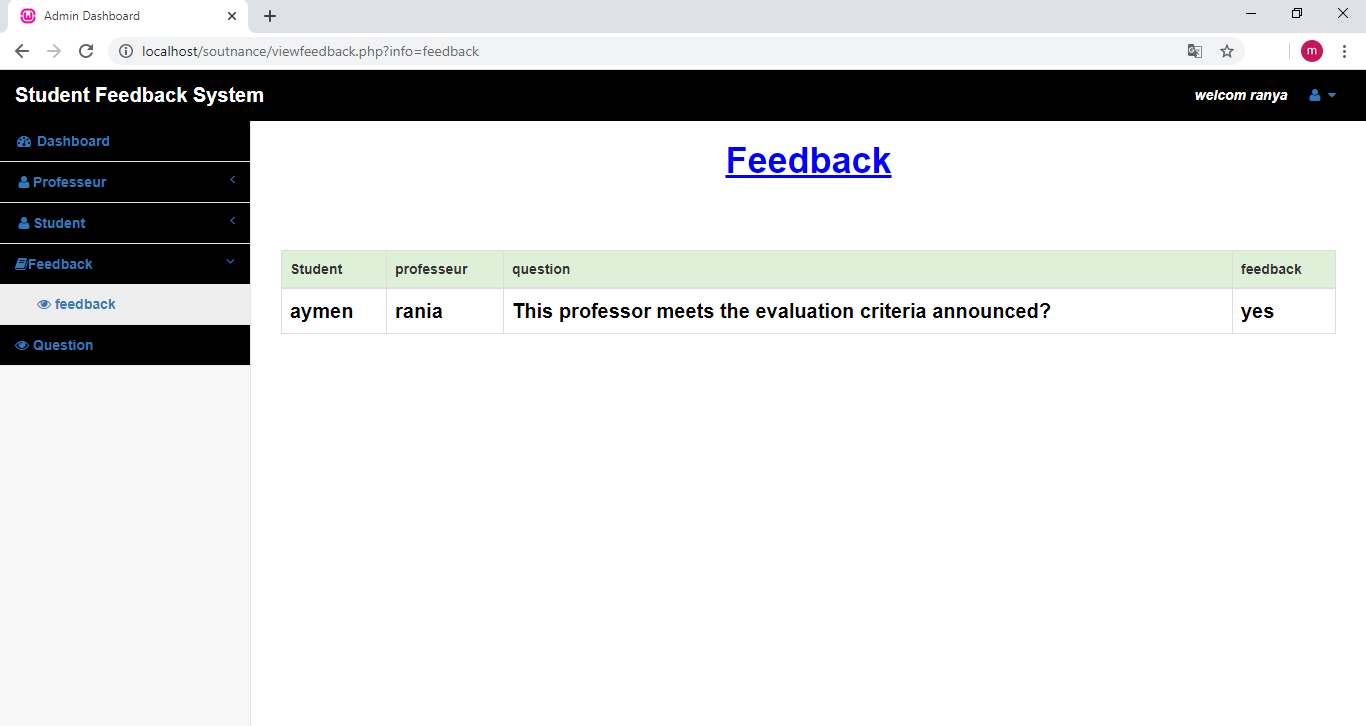 Admin Dashboard
localhost/soutnance/viewfeedback.php?info=feedback
m
Student Feedback System
welcom ranya
Dashboard
Professeur
Student
Feedback
feedback
Question
Feedback
Student professeur question feedback
aymen rania This professor meets the evaluation criteria announced? yes